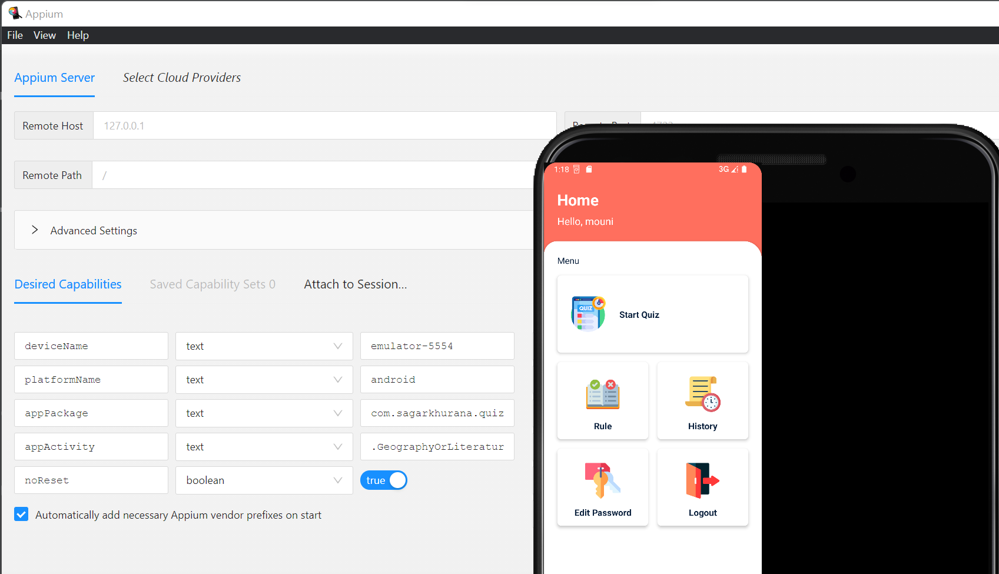 Appium
File View Help
Appium Server Select Cloud Providers
Remote Host 127.0.0.1
Remote Path /
Advanced Settings
Desired Capabilities Saved Capability Sets 0 Attach to Session...
deviceName text emulator-5554
platformName text android
appPackage text com.sagarkhurana.quiz
appActivity text .GeographyOrLiteratur
noReset boolean true
Automatically add necessary Appium vendor prefixes on start
1:18 3G
Home
Hello, mouni
Menu
QUIZ
Start Quiz
Rule
History
Edit Password
Logout